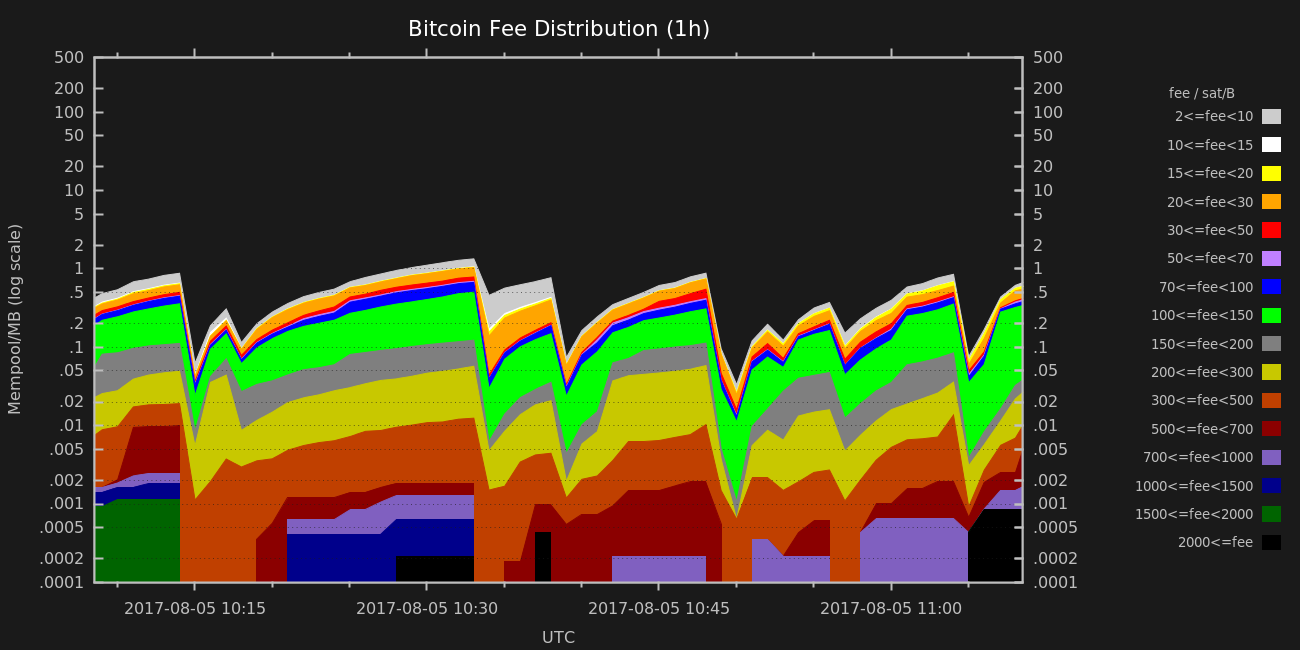 Bitcoin Fee Distribution (1h)
500 500
200 200
100 100
50 50
20 20
10 10
5 5
2 2
1 1
.5 .5
.2 .2
.1 .1
.05 .05
.02 .02
.01 .01
.005 .005
.002 .002
.001 .001
.0005 .0005
.0002 .0002
.0001 .0001
Mempool/MB (log scale)
2017-08-05 10:15 2017-08-05 10:30 2017-08-05 10:45 2017-08-05 11:00
UTC
fee / sat/B
2<=fee<10
10<=fee<15
15<=fee<20
20<=fee<30
30<=fee<50
50<=fee<70
70<=fee<100
100<=fee<150
150<=fee<200
200<=fee<300
300<=fee<500
500<=fee<700
700<=fee<1000
1000<=fee<1500
1500<=fee<2000
2000<=fee